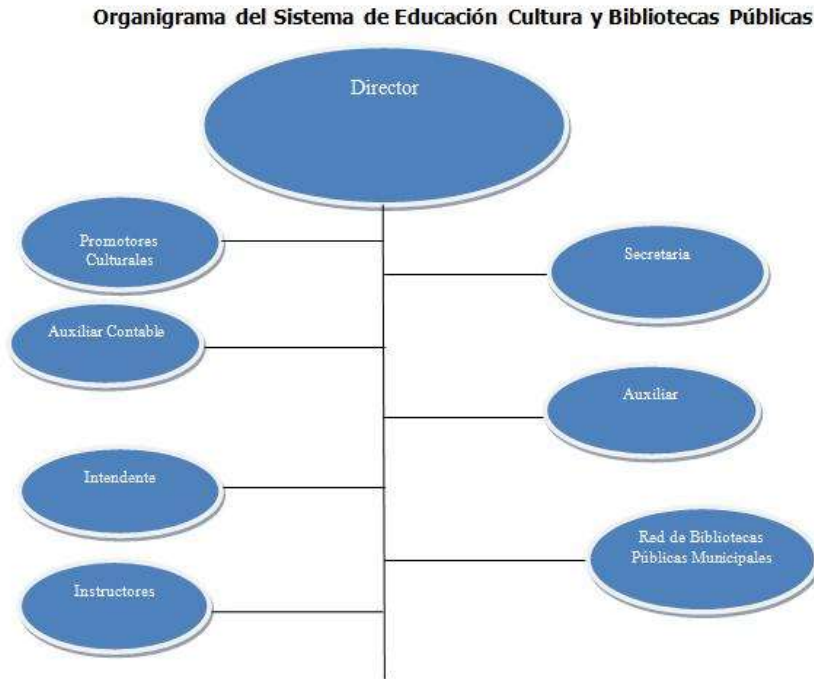 Organigrama del Sistema de Educación Cultura y Bibliotecas Públicas
Director
Promotores
Culturales
Secretaria
Auxiliar Contable
Auxiliar
Intendente
Red de Bibliotecas
Públicas Municipales
Instructores